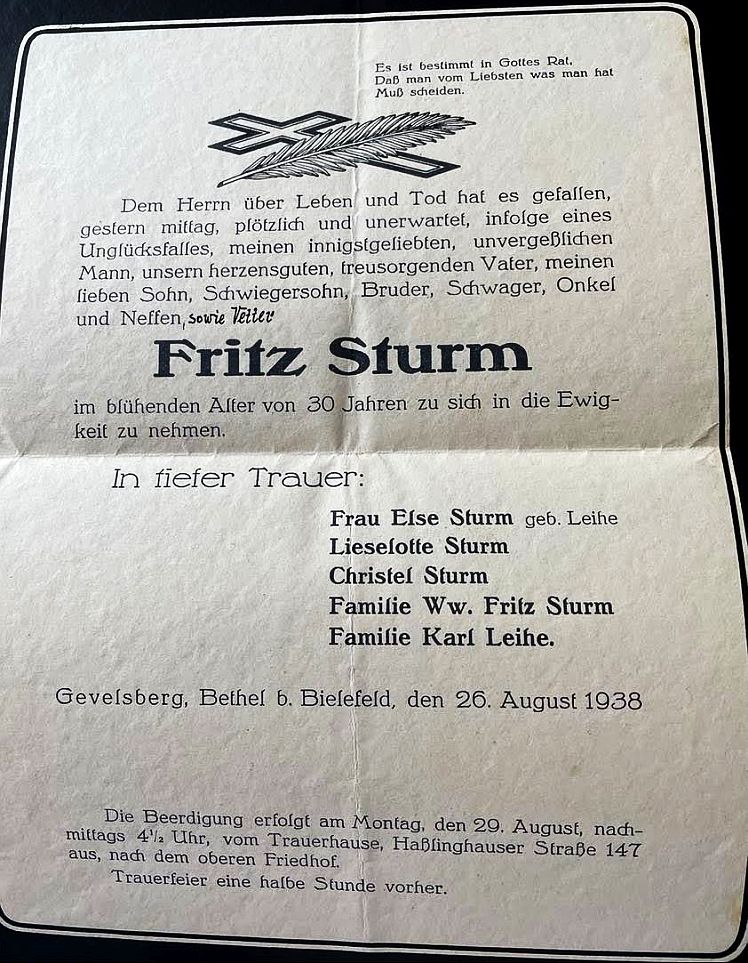 Es ist bestimmt in Gottes Rat,
Daß man vom Liebsten was man hat
Muß scheiden.
Dem Herrn über Leben und Tod hat es gefallen,
gestern mittag, plötzlich und unerwartet, infolge eines
Unglücksfalles, meinen innigstgeliebten, unvergeßlichen
Mann, unsern herzensguten, treusorgenden Vater, meinen
lieben Sohn, Schwiegersohn, Bruder, Schwager, Onkel
und Neffen, sowie Vetter
Fritz Sturm
im blühenden Alter von 30 Jahren zu sich in die Ewig-
keit zu nehmen.
In tiefer Trauer:
Frau Else Sturm geb. Leihe
Lieselotte Sturm
Christel Sturm
Familie Ww. Fritz Sturm
Familie Karl Leihe.
Gevelsberg, Bethel b. Bielefeld, den 26. August 1938
Die Beerdigung erfolgt am Montag, den 29. August, nach-
mittags 4½ Uhr, vom Trauerhause, Haßlinghauser Straße 147
aus, nach dem oberen Friedhof.
Trauerfeier eine halbe Stunde vorher.